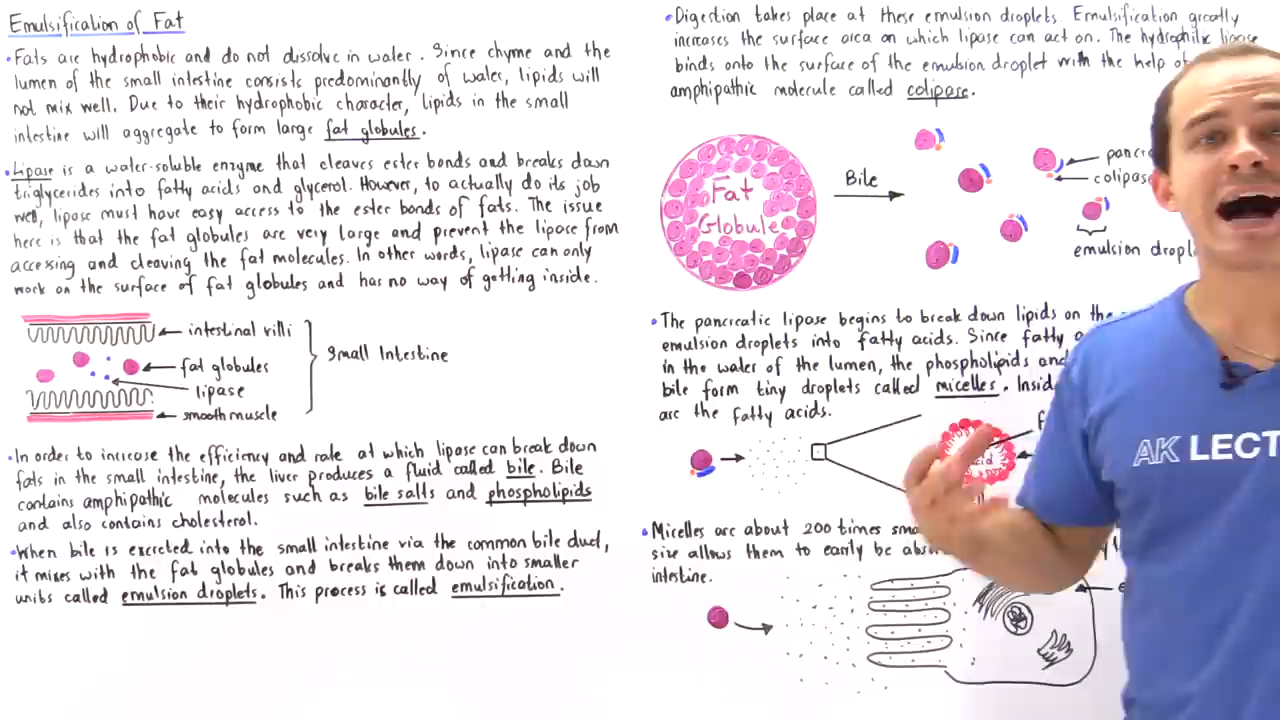 Emulsification of Fat
• Fats are hydrophobic and do not dissolve in water. Since chyme and the
lumen of the small intestine consists predominantly of water, lipids will
not mix well. Due to their hydrophobic character, lipids in the small
intestine will aggregate to form large fat globules.
• Lipase is a water-soluble enzyme that cleaves ester bonds and breaks down
triglycerides into fatty acids and glycerol. However, to actually do its job
well, lipase must have easy access to the ester bonds of fats. The issue
here is that the fat globules are very large and prevent the lipase from
accessing and cleaving the fat molecules. In other words, lipase can only
work on the surface of fat globules and has no way of getting inside.
intestinal villi
fat globules
lipase
smooth muscle
Small Intestine
• In order to increase the efficiency and rate at which lipase can break down
fats in the small intestine, the liver produces a fluid called bile. Bile
contains amphipathic molecules such as bile salts and phospholipids
and also contains cholesterol.
• When bile is excreted into the small intestine via the common bile duct,
it mixes with the fat globules and breaks them down into smaller
units called emulsion droplets. This process is called emulsification.
• Digestion takes place at these emulsion droplets. Emulsification greatly
increases the surface area on which lipase can act on. The hydrophilic lipase
binds onto the surface of the emulsion droplet with the help of
amphipathic molecule called colipase.
Fat
Globule
Bile
pancre
colipase
emulsion drople
• The pancreatic lipase begins to break down lipids on the
emulsion droplets into fatty acids. Since fatty a
in the water of the lumen, the phospholipids and
bile form tiny droplets called micelles. Insid
are the fatty acids.
• Micelles are about 200 times sma
size allows them to easily be abso
intestine.
AK LECT